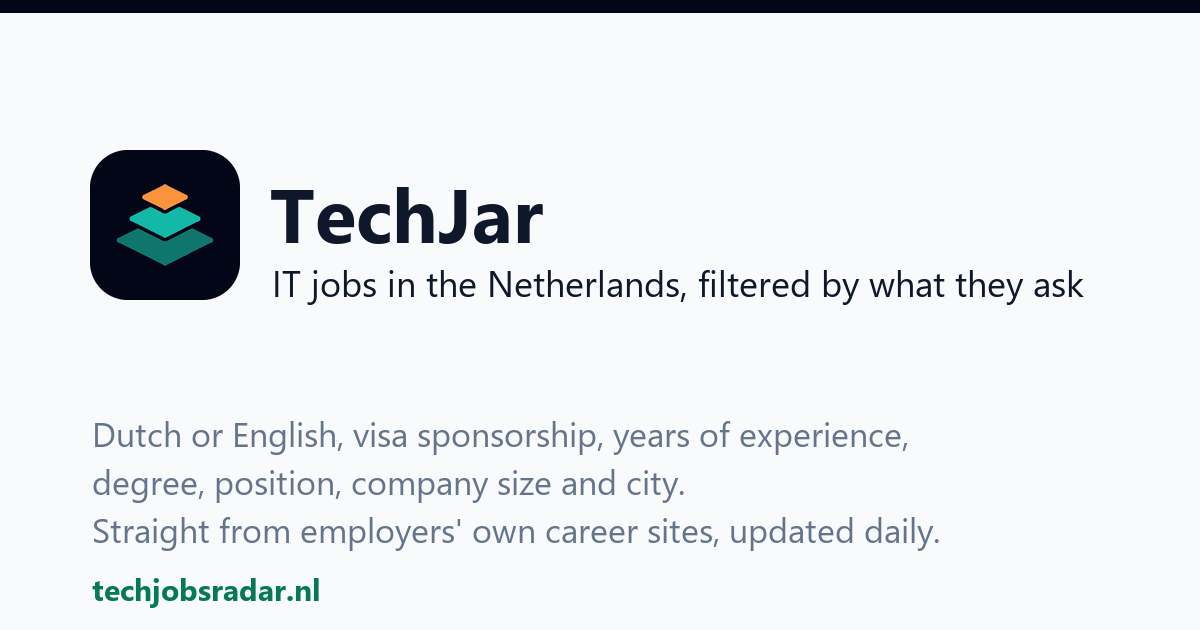 TechJar
IT jobs in the Netherlands, filtered by what they ask
Dutch or English, visa sponsorship, years of experience,
degree, position, company size and city.
Straight from employers' own career sites, updated daily.
techjobsradar.nl